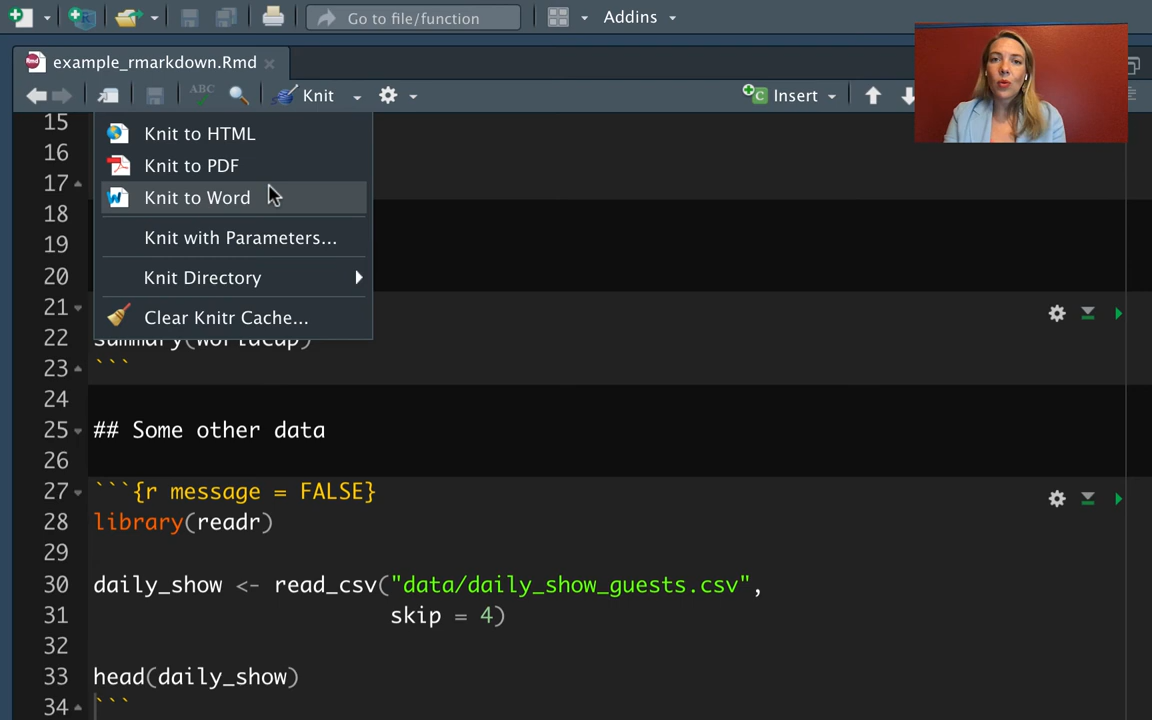 Go to file/function
Addins
example_rmarkdown.Rmd
ABC
Knit
Insert
15
Knit to HTML
16
Knit to PDF
17
Knit to Word
18
19
Knit with Parameters...
20
Knit Directory
21
Clear Knitr Cache...
22 summary(worldcup)
23 ```
24
25 ## Some other data
26
27 ```{r message = FALSE}
28 library(readr)
29
30 daily_show <- read_csv("data/daily_show_guests.csv",
31 skip = 4)
32
33 head(daily_show)
34 ```